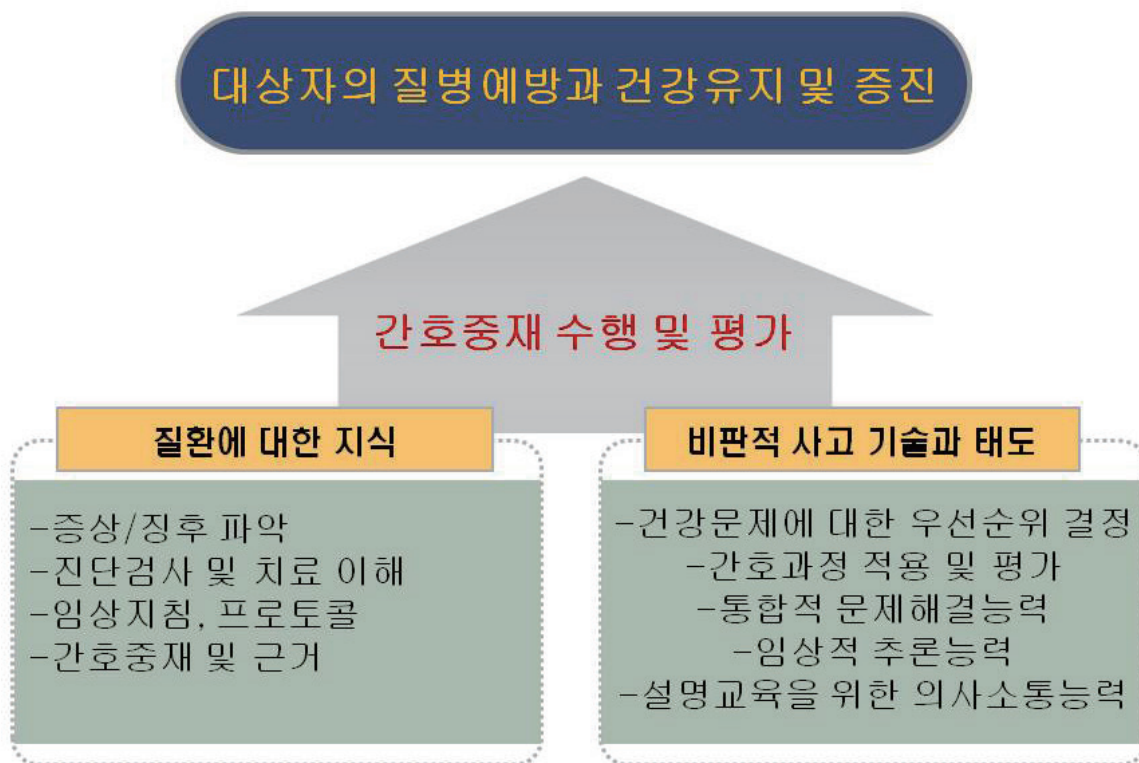 대상자의 질병예방과 건강유지 및 증진
간호중재 수행 및 평가
질환에 대한 지식
-증상/징후 파악
-진단검사 및 치료 이해
-임상지침, 프로토콜
-간호중재 및 근거
비판적 사고 기술과 태도
-건강문제에 대한 우선순위 결정
-간호과정 적용 및 평가
-통합적 문제해결능력
-임상적 추론능력
-설명교육을 위한 의사소통능력